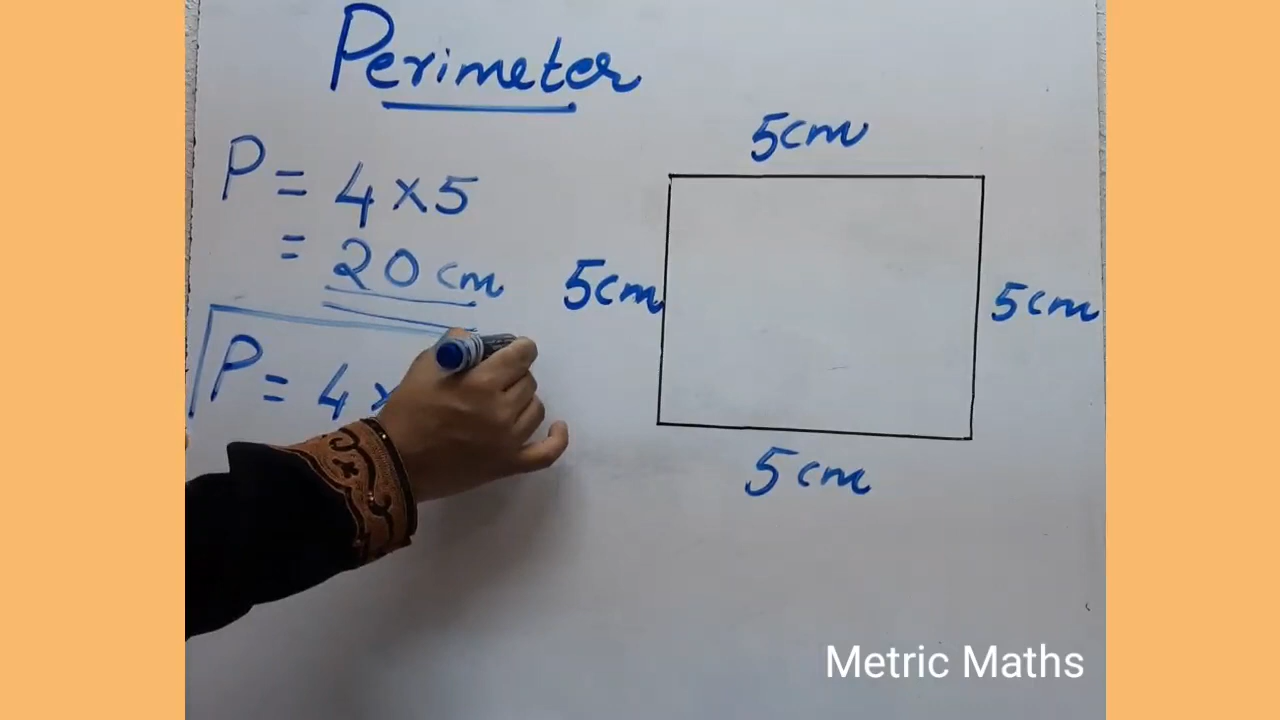 Perimeter
P = 4 × 5
= 20 cm
P = 4 ×
5cm
5cm
5cm
5cm
Metric Maths